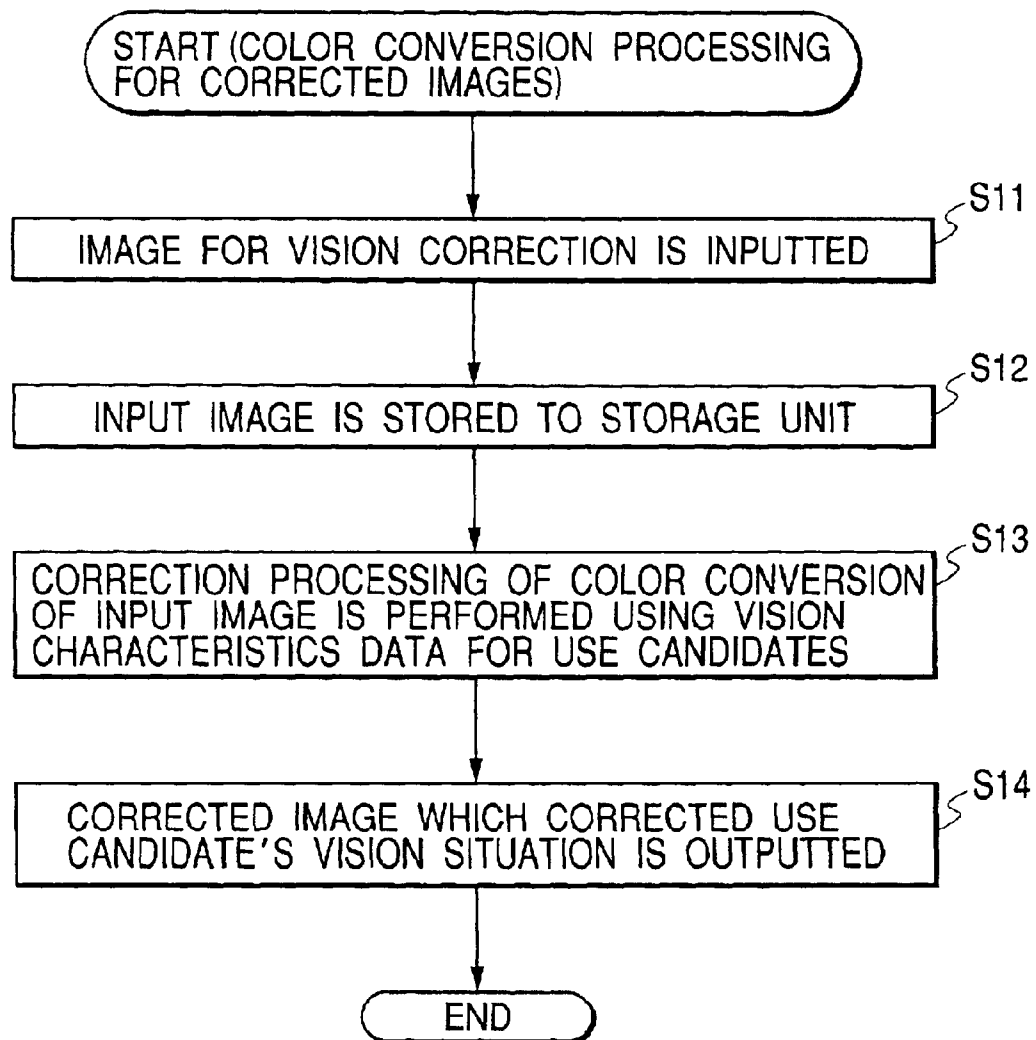 START (COLOR CONVERSION PROCESSING
FOR CORRECTED IMAGES)
S11
IMAGE FOR VISION CORRECTION IS INPUTTED
S12
INPUT IMAGE IS STORED TO STORAGE UNIT
S13
CORRECTION PROCESSING OF COLOR CONVERSION
OF INPUT IMAGE IS PERFORMED USING VISION
CHARACTERISTICS DATA FOR USE CANDIDATES
S14
CORRECTED IMAGE WHICH CORRECTED USE
CANDIDATE'S VISION SITUATION IS OUTPUTTED
END